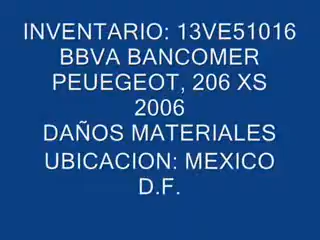 INVENTARIO: 13VE51016
BBVA BANCOMER
PEUEGEOT, 206 XS
2006
DAÑOS MATERIALES
UBICACION: MEXICO
D.F.